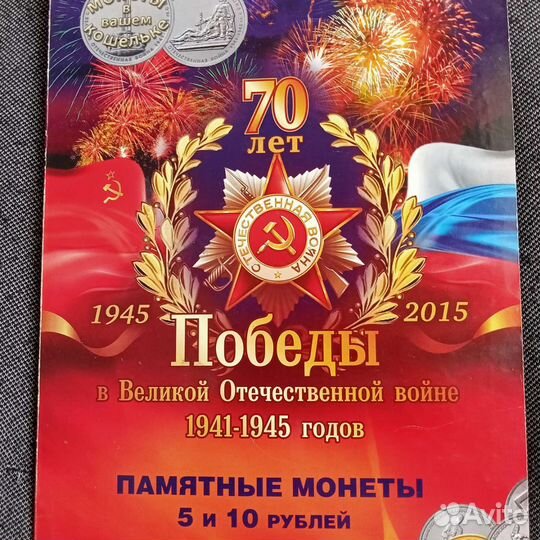 монеты
в
вашем
кошельке
70
лет
ОТЕЧЕСТВЕННАЯ ВОЙНА
1945
2015
Победы
в Великой Отечественной войне
1941-1945 годов
ПАМЯТНЫЕ МОНЕТЫ
5 и 10 РУБЛЕЙ
Avito